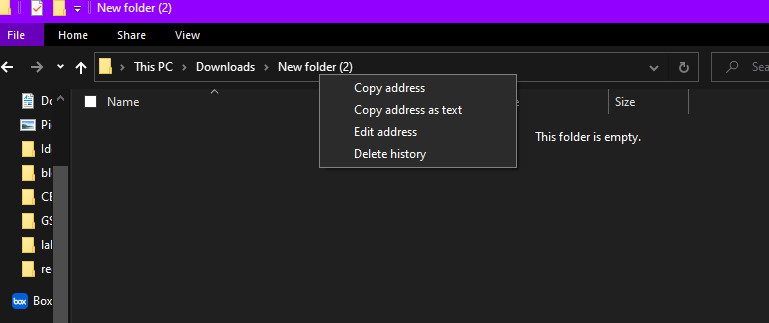 New folder (2)
File Home Share View
This PC Downloads New folder (2) Sea
Copy address
Copy address as text
Edit address
Delete history
Name Size
This folder is empty.
Do
Pi
Id
bl
CE
GS
lal
re
box Box